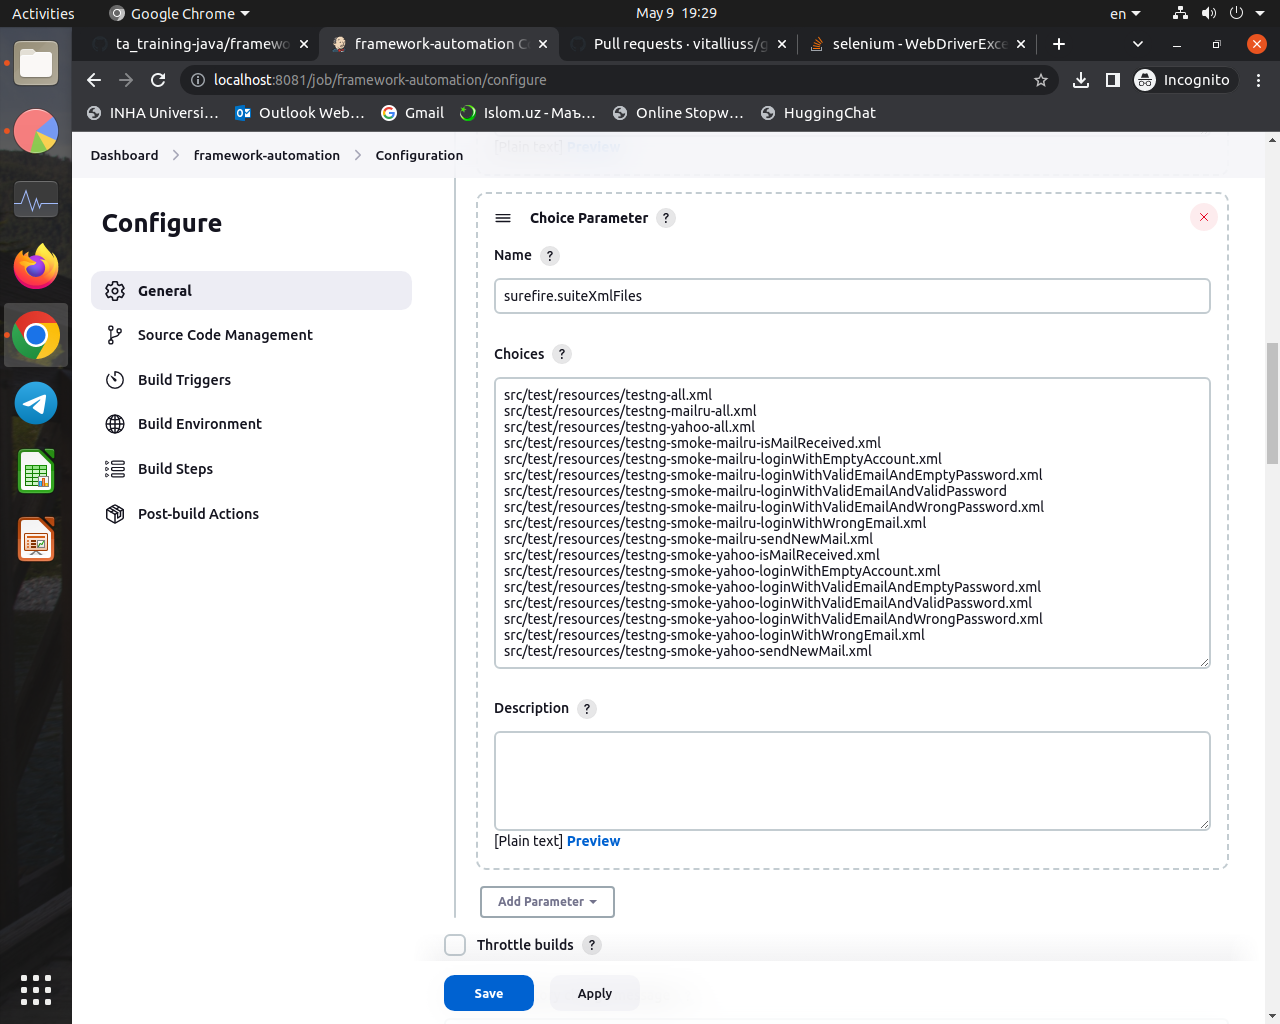 Activities
Google Chrome
May 9 19:29
en
ta_training-java/framewo
framework-automation C
Pull requests · vitalliuss/g
selenium - WebDriverExce
localhost:8081/job/framework-automation/configure
Incognito
INHA Universi...
Outlook Web...
Gmail
Islom.uz - Маъ...
Online Stopw...
HuggingChat
Dashboard
framework-automation
Configuration
[Plain text] Preview
Configure
General
Source Code Management
Build Triggers
Build Environment
Build Steps
Post-build Actions
Choice Parameter ?
Name ?
surefire.suiteXmlFiles
Choices ?
src/test/resources/testng-all.xml
src/test/resources/testng-mailru-all.xml
src/test/resources/testng-yahoo-all.xml
src/test/resources/testng-smoke-mailru-isMailReceived.xml
src/test/resources/testng-smoke-mailru-loginWithEmptyAccount.xml
src/test/resources/testng-smoke-mailru-loginWithValidEmailAndEmptyPassword.xml
src/test/resources/testng-smoke-mailru-loginWithValidEmailAndValidPassword
src/test/resources/testng-smoke-mailru-loginWithValidEmailAndWrongPassword.xml
src/test/resources/testng-smoke-mailru-loginWithWrongEmail.xml
src/test/resources/testng-smoke-mailru-sendNewMail.xml
src/test/resources/testng-smoke-yahoo-isMailReceived.xml
src/test/resources/testng-smoke-yahoo-loginWithEmptyAccount.xml
src/test/resources/testng-smoke-yahoo-loginWithValidEmailAndEmptyPassword.xml
src/test/resources/testng-smoke-yahoo-loginWithValidEmailAndValidPassword.xml
src/test/resources/testng-smoke-yahoo-loginWithValidEmailAndWrongPassword.xml
src/test/resources/testng-smoke-yahoo-loginWithWrongEmail.xml
src/test/resources/testng-smoke-yahoo-sendNewMail.xml
Description ?
[Plain text] Preview
Add Parameter
Throttle builds ?
Save
Apply